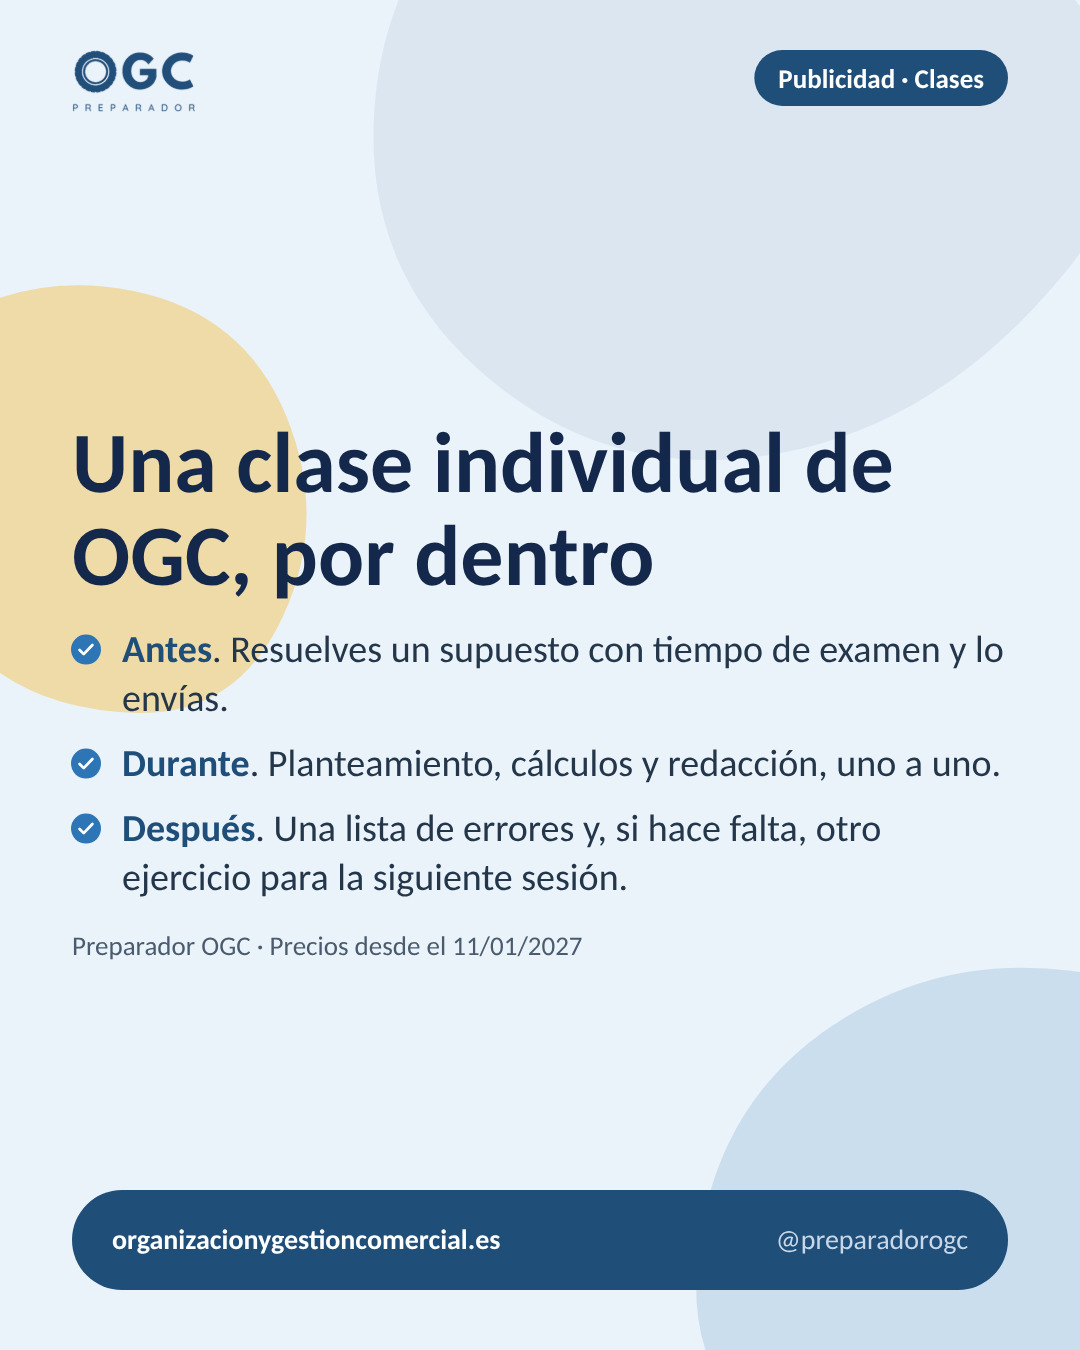 OGC
PREPARADOR
Publicidad · Clases
Una clase individual de
OGC, por dentro
Antes. Resuelves un supuesto con tiempo de examen y lo
envías.
Durante. Planteamiento, cálculos y redacción, uno a uno.
Después. Una lista de errores y, si hace falta, otro
ejercicio para la siguiente sesión.
Preparador OGC · Precios desde el 11/01/2027
organizacionygestioncomercial.es
@preparadorogc